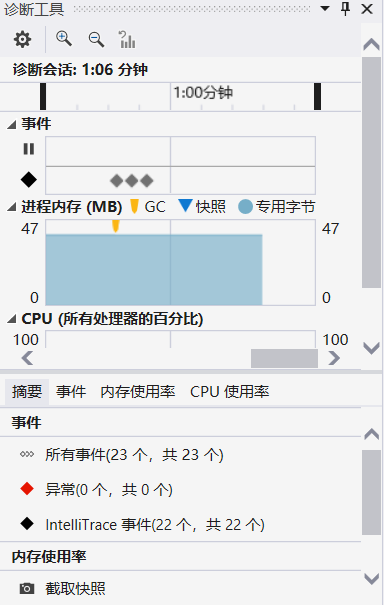 诊断工具
诊断会话: 1:06 分钟
1:00分钟
事件
进程内存 (MB) GC 快照 专用字节
47 47
0 0
CPU (所有处理器的百分比)
100 100
摘要 事件 内存使用率 CPU 使用率
事件
所有事件(23 个，共 23 个)
异常(0 个，共 0 个)
IntelliTrace 事件(22 个，共 22 个)
内存使用率
截取快照